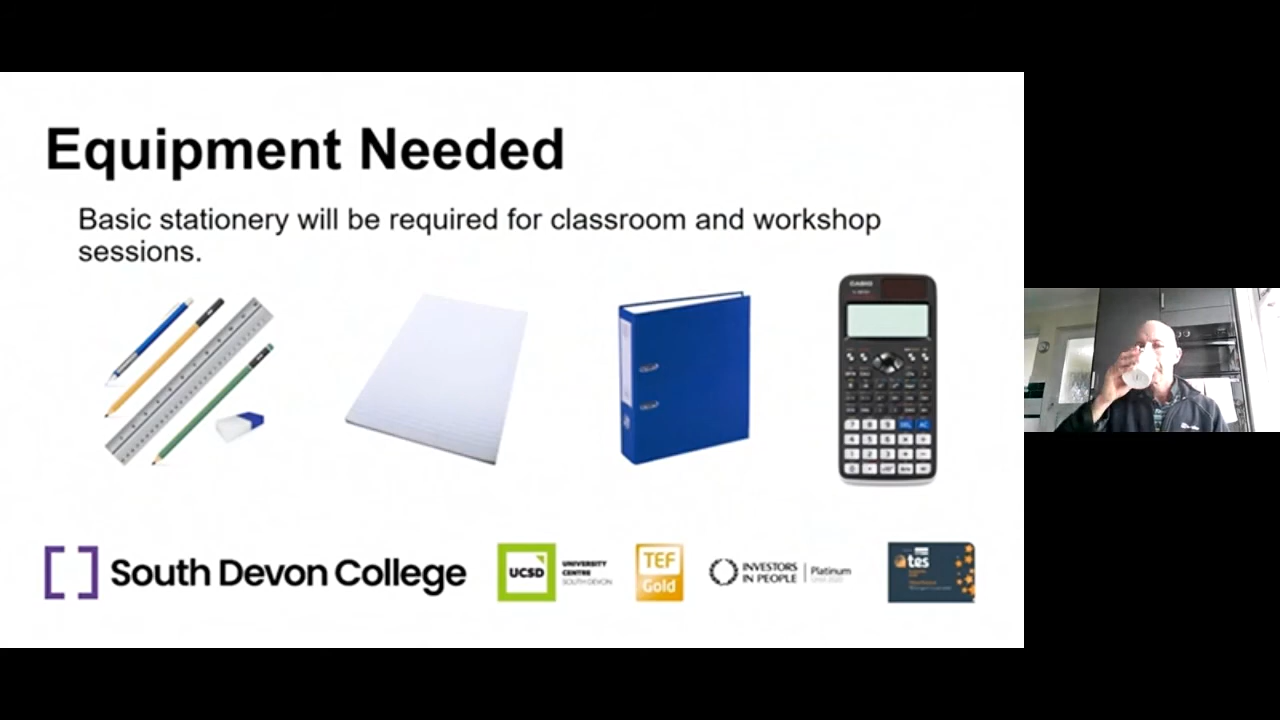 Equipment Needed
Basic stationery will be required for classroom and workshop
sessions.
CASIO
South Devon College
UCSD
UNIVERSITY
CENTRE
SOUTH DEVON
TEF
Gold
INVESTORS
IN PEOPLE
Platinum
tes